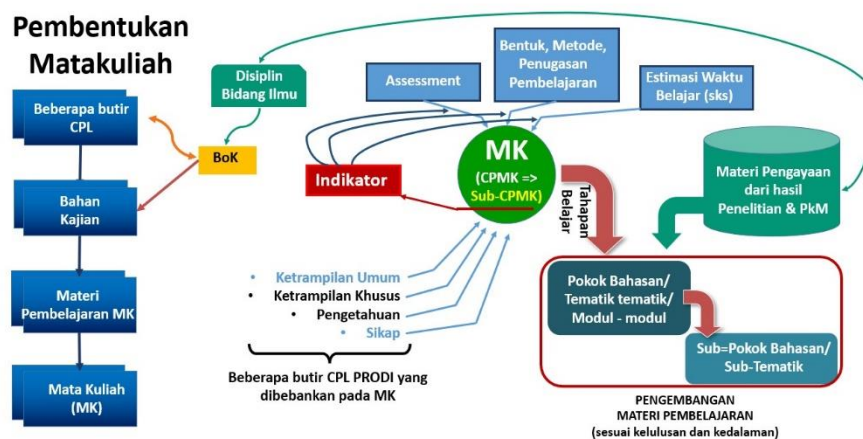 Pembentukan
Matakuliah
Beberapa butir
CPL
Bahan
Kajian
Materi
Pembelajaran MK
Mata Kuliah
(MK)
Disiplin
Bidang Ilmu
BoK
Assessment
Bentuk, Metode,
Penugasan
Pembelajaran
Estimasi Waktu
Belajar (sks)
Indikator
MK
(CPMK =>
Sub-CPMK)
Tahapan
Belajar
Materi Pengayaan
dari hasil
Penelitian & PkM
• Ketrampilan Umum
• Ketrampilan Khusus
• Pengetahuan
• Sikap
Beberapa butir CPL PRODI yang
dibebankan pada MK
Pokok Bahasan/
Tematik tematik/
Modul - modul
Sub=Pokok Bahasan/
Sub-Tematik
PENGEMBANGAN
MATERI PEMBELAJARAN
(sesuai kelulusan dan kedalaman)